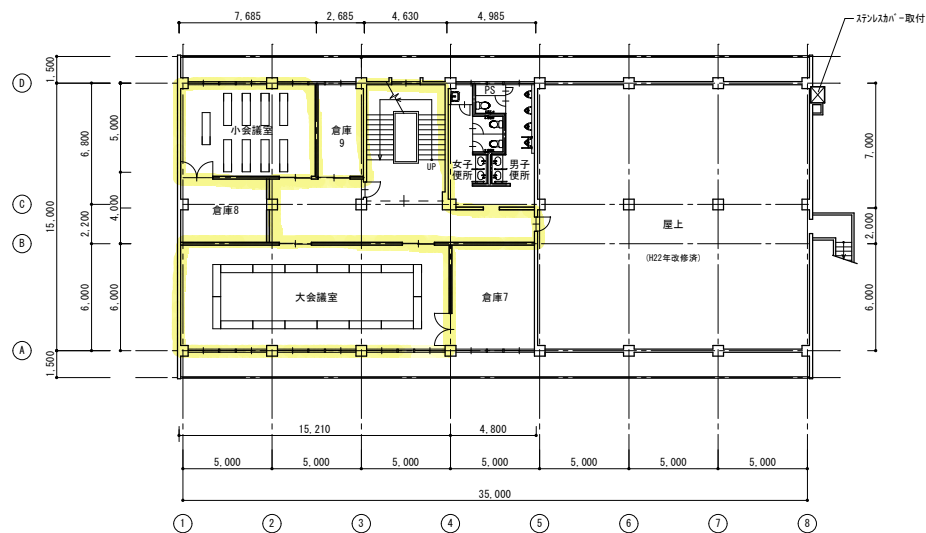 7,685
2,685
4,630
4,985
ｽﾃﾝﾚｽｶﾊﾞｰ取付
1,500
D
PS
小会議室
倉庫
9
5,000
6,800
7,000
UP
女子
便所
男子
便所
C
倉庫8
15,000
4,000
2,200
屋上
2,000
B
(H22年改修済)
大会議室
倉庫7
6,000
6,000
6,000
A
1,500
15,210
4,800
5,000
5,000
5,000
5,000
5,000
5,000
5,000
35,000
1
2
3
4
5
6
7
8